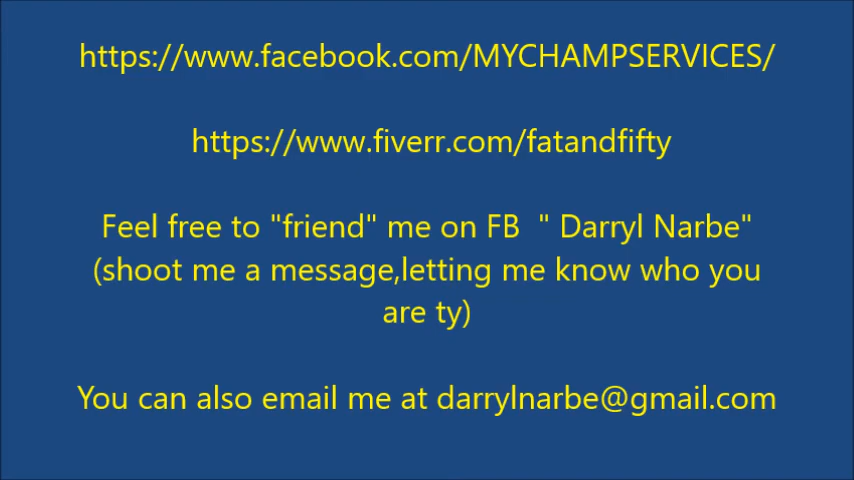 https://www.facebook.com/MYCHAMPSERVICES/
https://www.fiverr.com/fatandfifty
Feel free to "friend" me on FB  " Darryl Narbe"
(shoot me a message,letting me know who you
are ty)
You can also email me at darrylnarbe@gmail.com